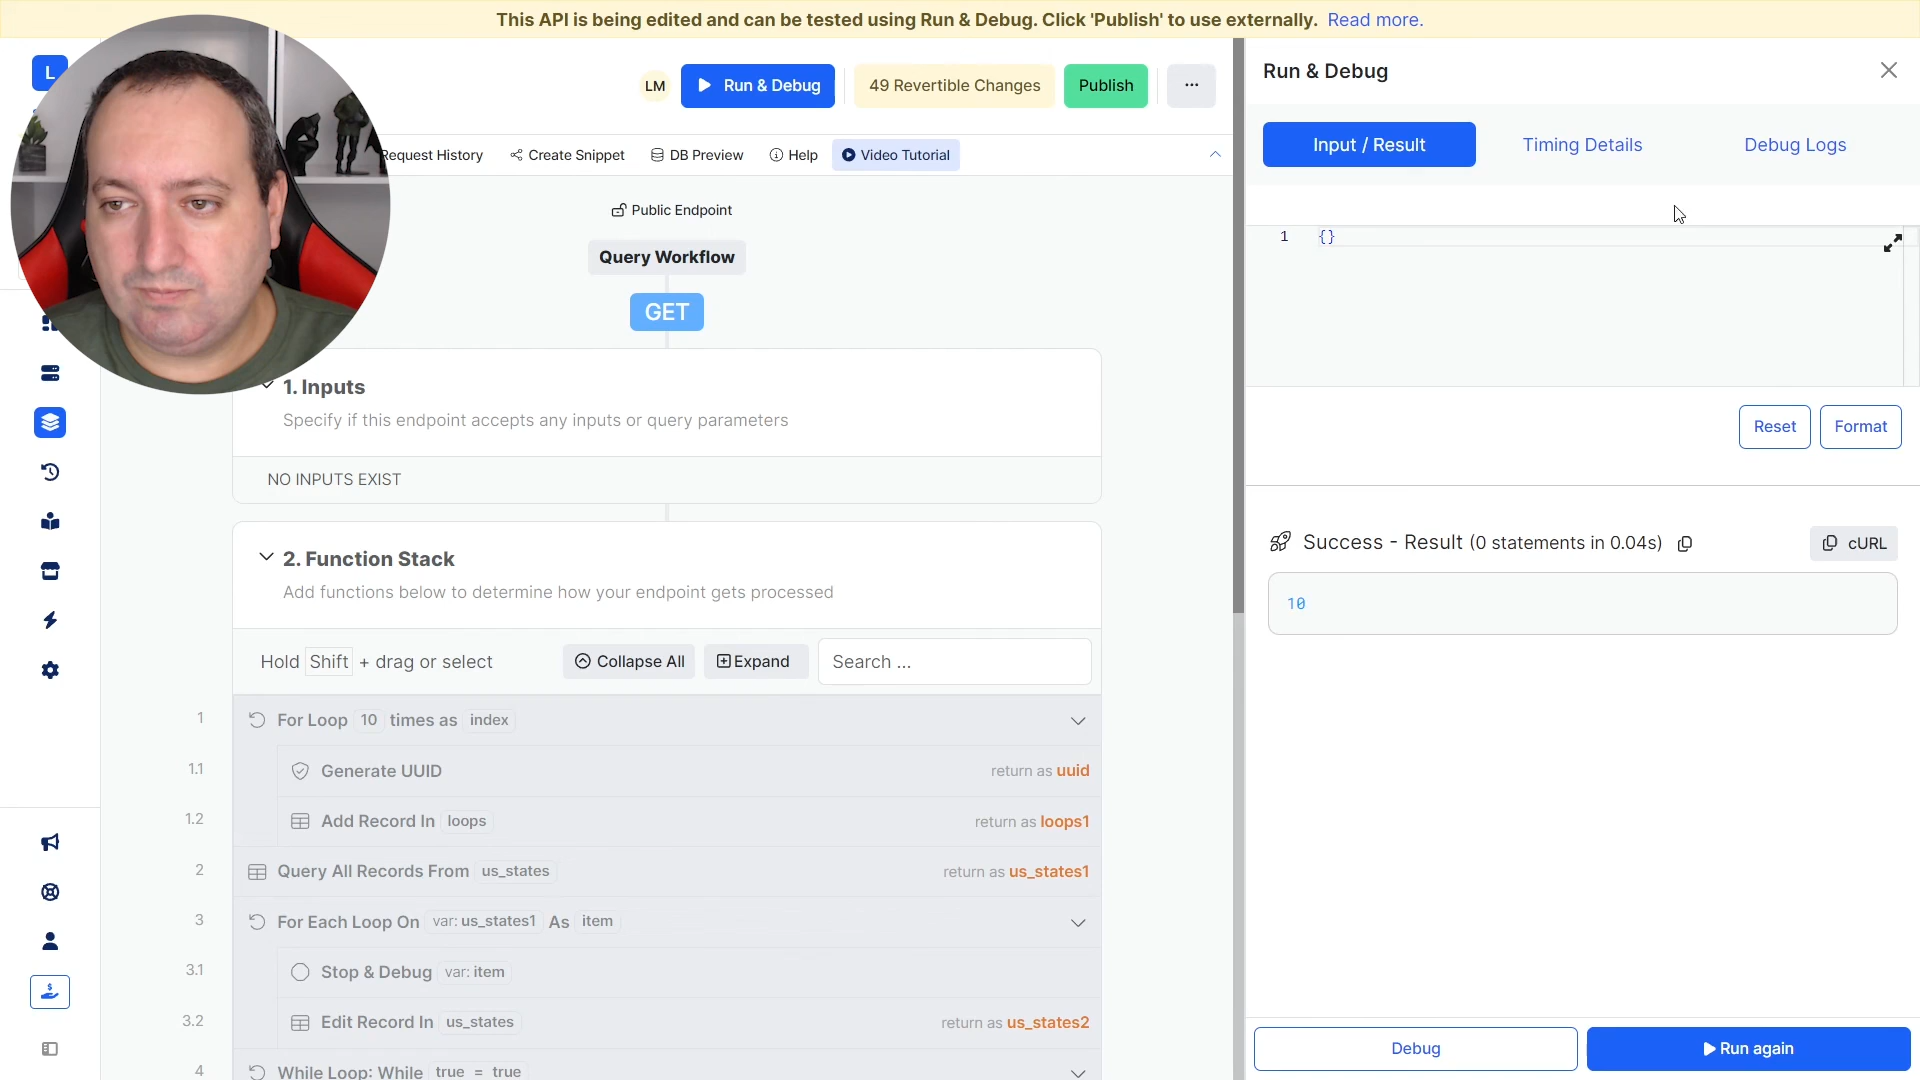 This API is being edited and can be tested using Run & Debug. Click 'Publish' to use externally. Read more.
L
LM
Run & Debug
49 Revertible Changes
Publish
...
Request History
Create Snippet
DB Preview
Help
Video Tutorial
Public Endpoint
Query Workflow
GET
1. Inputs
Specify if this endpoint accepts any inputs or query parameters
NO INPUTS EXIST
2. Function Stack
Add functions below to determine how your endpoint gets processed
Hold Shift + drag or select
Collapse All
Expand
Search ...
1 For Loop 10 times as index
1.1 Generate UUID return as uuid
1.2 Add Record In loops return as loops1
2 Query All Records From us_states return as us_states1
3 For Each Loop On var: us_states1 As item
3.1 Stop & Debug var: item
3.2 Edit Record In us_states return as us_states2
4 While Loop: While true = true
Run & Debug
Input / Result
Timing Details
Debug Logs
1 {}
Reset
Format
Success - Result (0 statements in 0.04s)
cURL
10
Debug
Run again